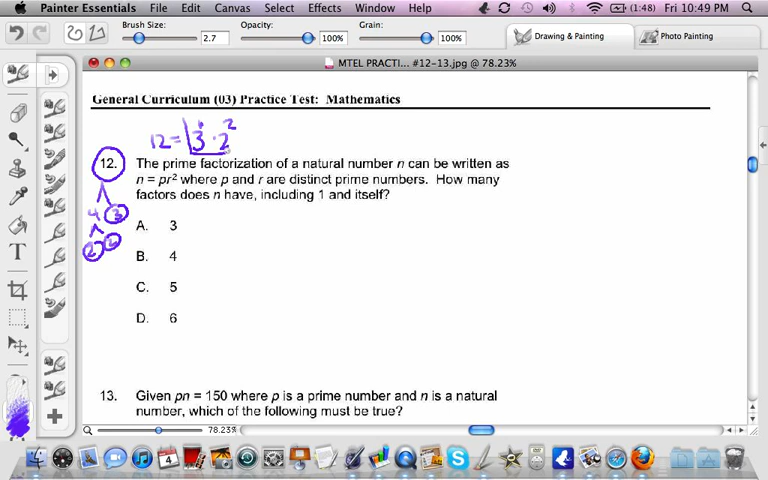 Painter Essentials File Edit Canvas Select Effects Window Help (1:48) Fri 10:49 PM
Brush Size: Opacity: Grain:
2.7 100% 100% Drawing & Painting Photo Painting
MTEL PRACTI... #12-13.jpg @ 78.23%
General Curriculum (03) Practice Test: Mathematics
12 = 3¹ · 2²
12. The prime factorization of a natural number n can be written as
n = pr² where p and r are distinct prime numbers. How many
factors does n have, including 1 and itself?
4 3
A. 3
2 2
B. 4
C. 5
D. 6
13. Given pn = 150 where p is a prime number and n is a natural
number, which of the following must be true?
78.23%